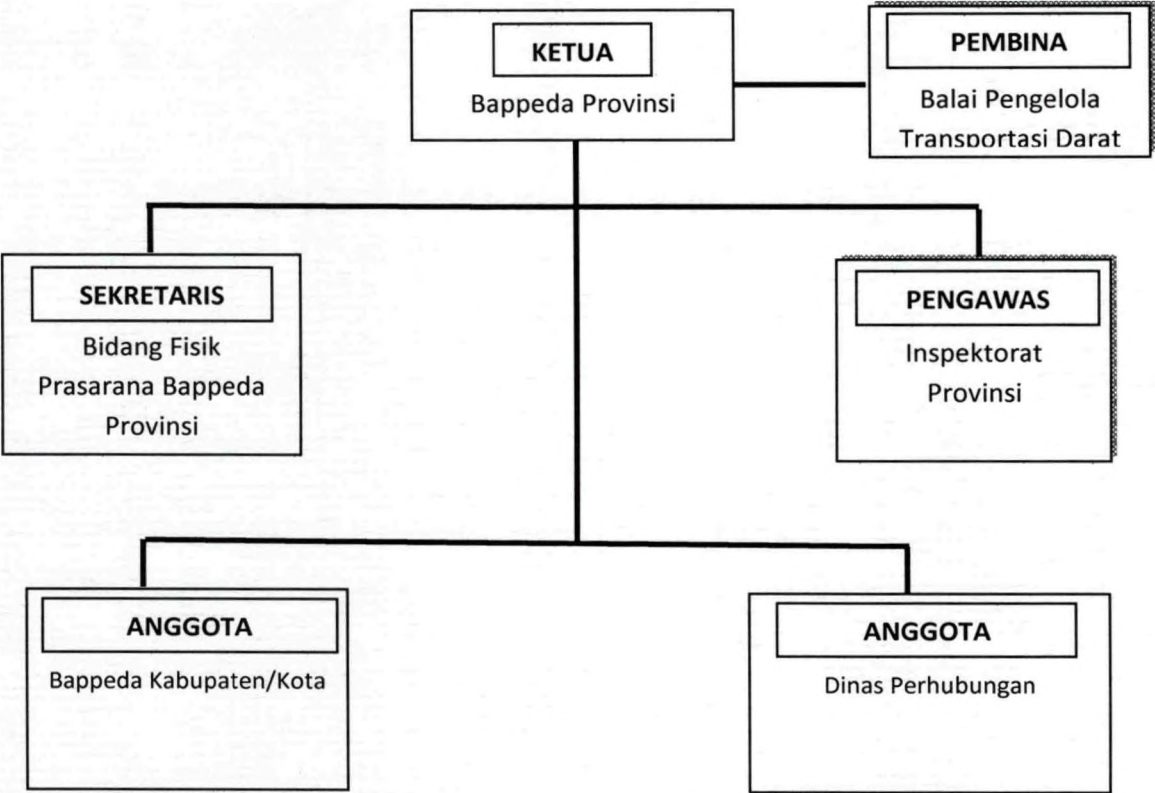 KETUA
Bappeda Provinsi
PEMBINA
Balai Pengelola
Transportasi Darat
SEKRETARIS
Bidang Fisik
Prasarana Bappeda
Provinsi
PENGAWAS
Inspektorat
Provinsi
ANGGOTA
Bappeda Kabupaten/Kota
ANGGOTA
Dinas Perhubungan